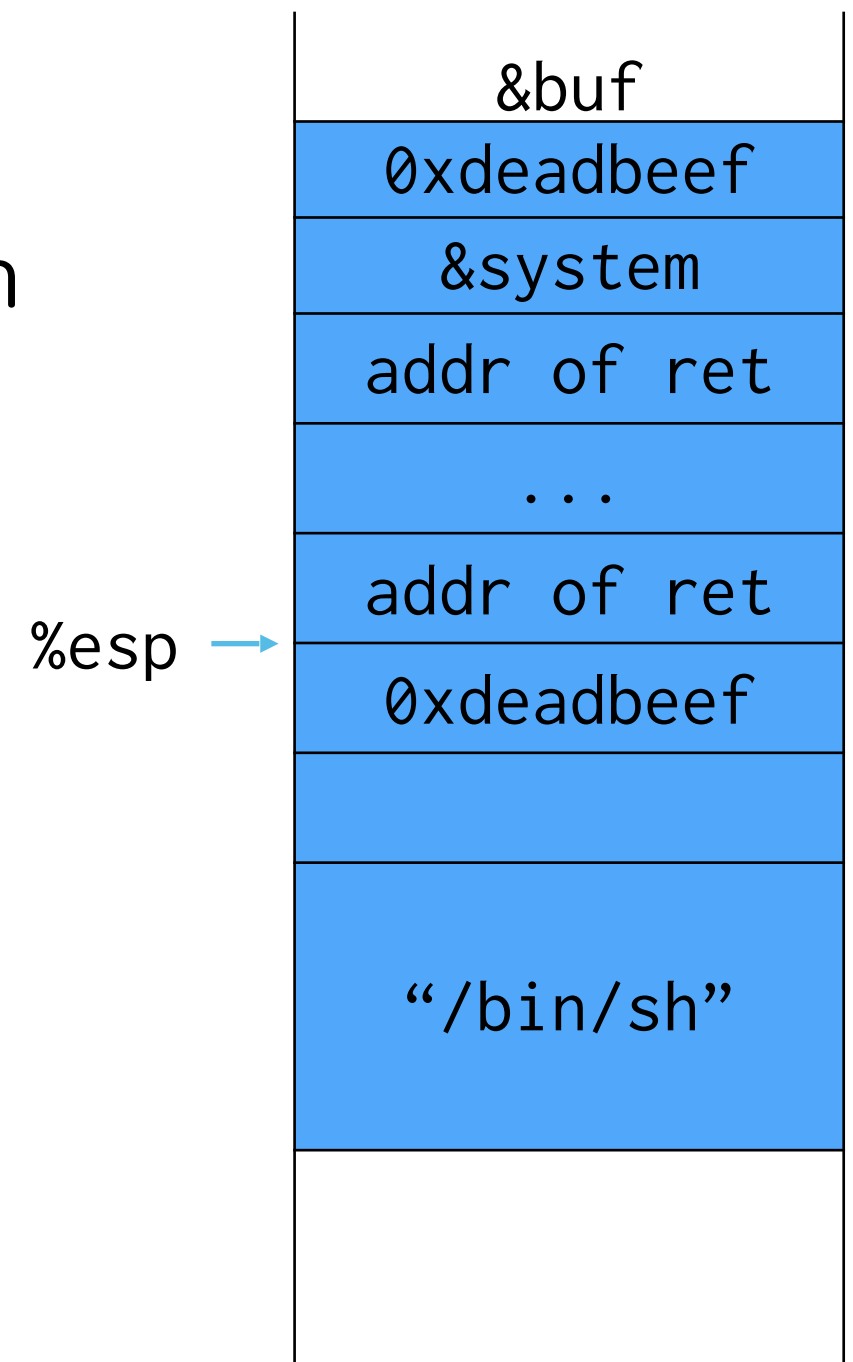 &buf
0xdeadbeef
n
&system
addr of ret
...
addr of ret
%esp
0xdeadbeef
“/bin/sh”